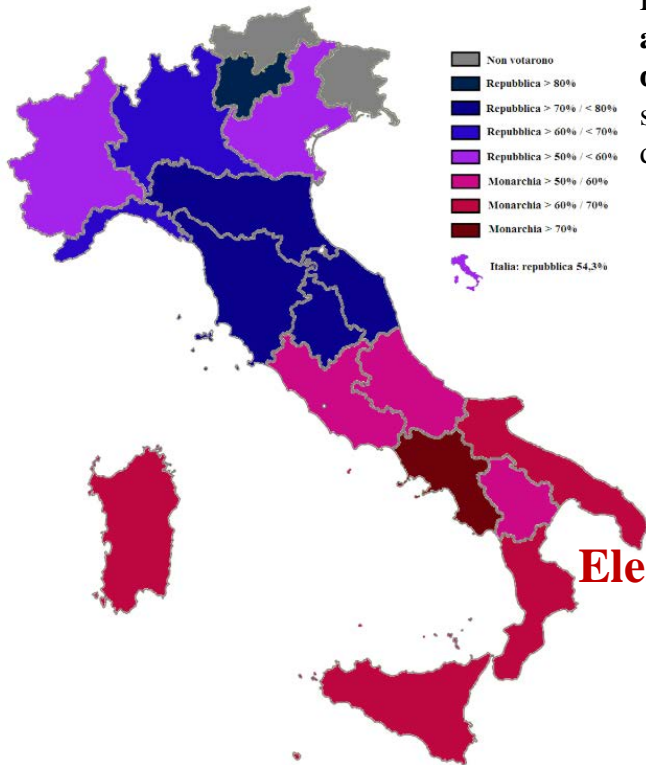 Non votarono
Repubblica > 80%
Repubblica > 70% / < 80%
Repubblica > 60% / < 70%
Repubblica > 50% / < 60%
Monarchia > 50% / 60%
Monarchia > 60% / 70%
Monarchia > 70%
Italia: repubblica 54,3%
Ele